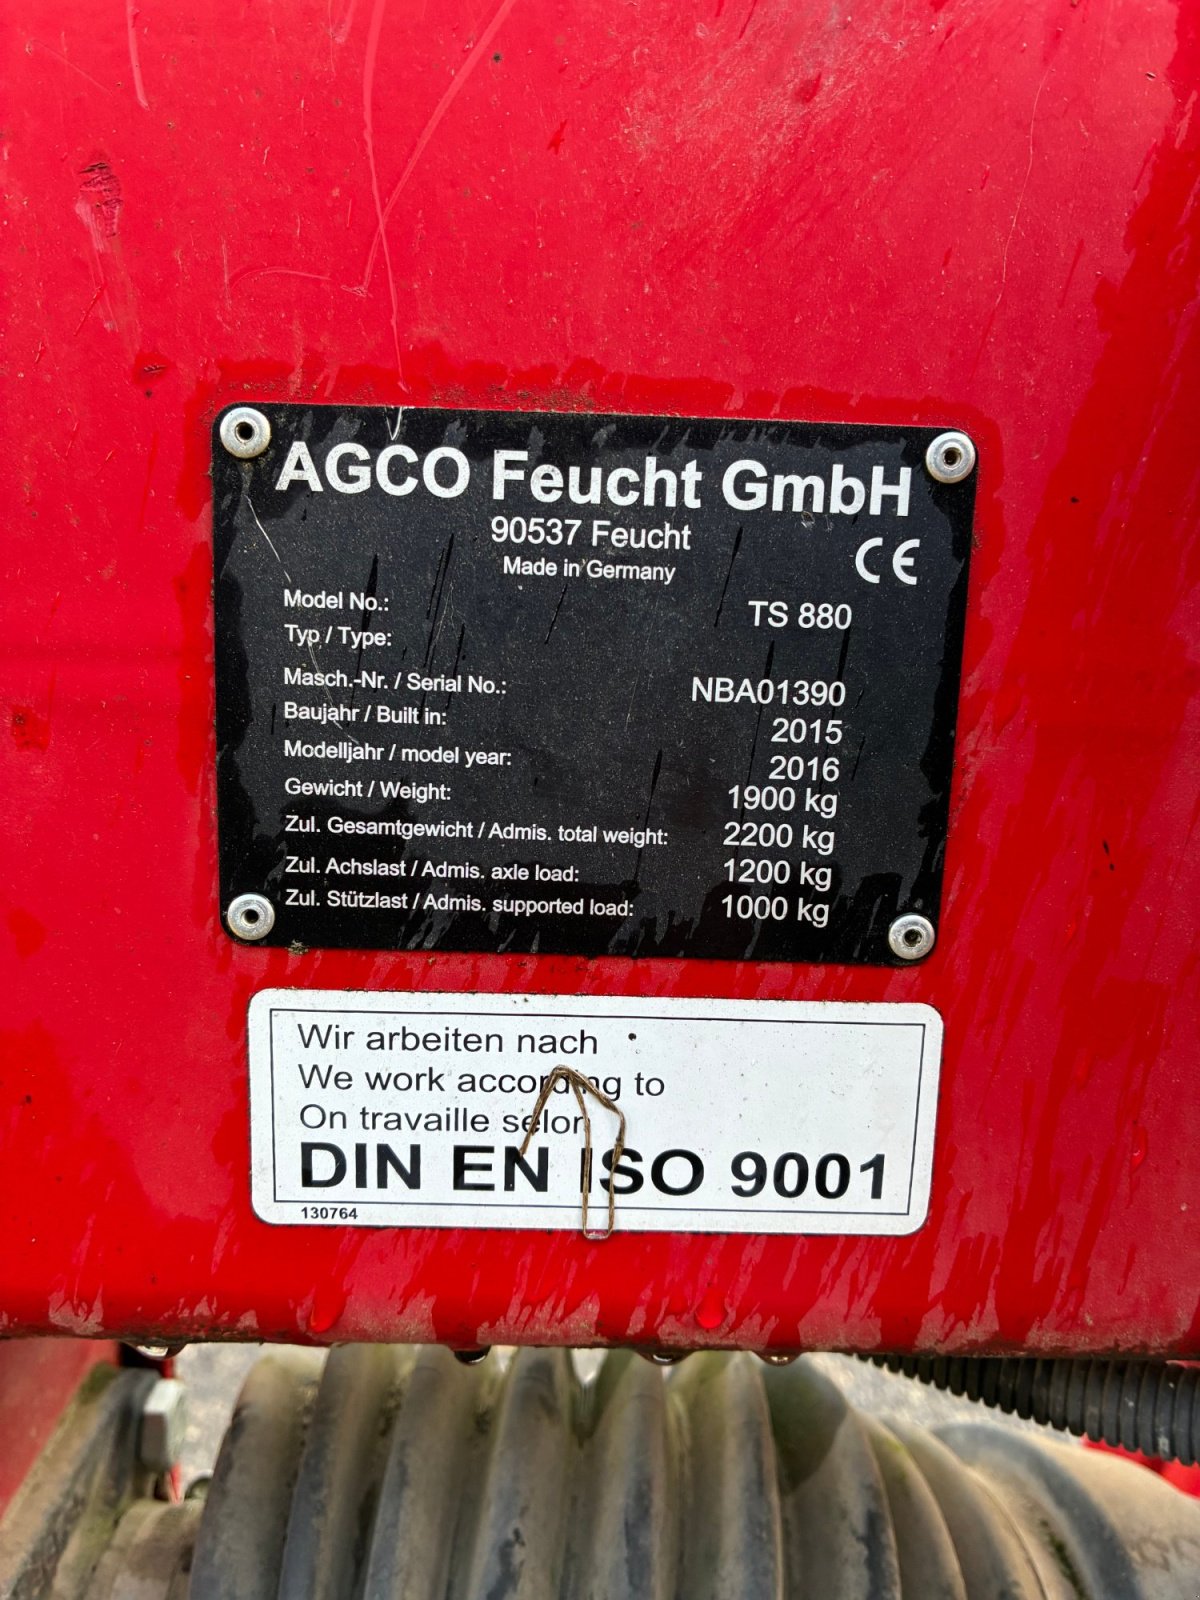 AGCO Feucht GmbH
90537 Feucht
Made in Germany
CE
Model No.: TS 880
Typ / Type:
Masch.-Nr. / Serial No.: NBA01390
Baujahr / Built in: 2015
Modelljahr / model year: 2016
Gewicht / Weight: 1900 kg
Zul. Gesamtgewicht / Admis. total weight: 2200 kg
Zul. Achslast / Admis. axle load: 1200 kg
Zul. Stützlast / Admis. supported load: 1000 kg
Wir arbeiten nach
We work according to
On travaille selon
DIN EN ISO 9001
130764